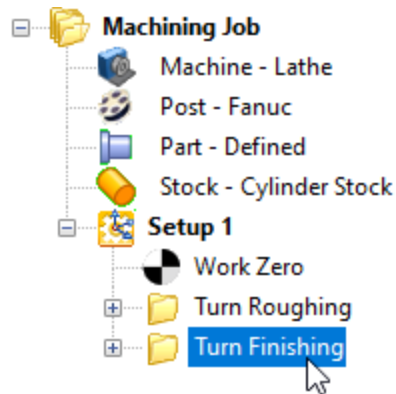 Machining Job
Machine - Lathe
Post - Fanuc
Part - Defined
Stock - Cylinder Stock
Setup 1
Work Zero
Turn Roughing
Turn Finishing